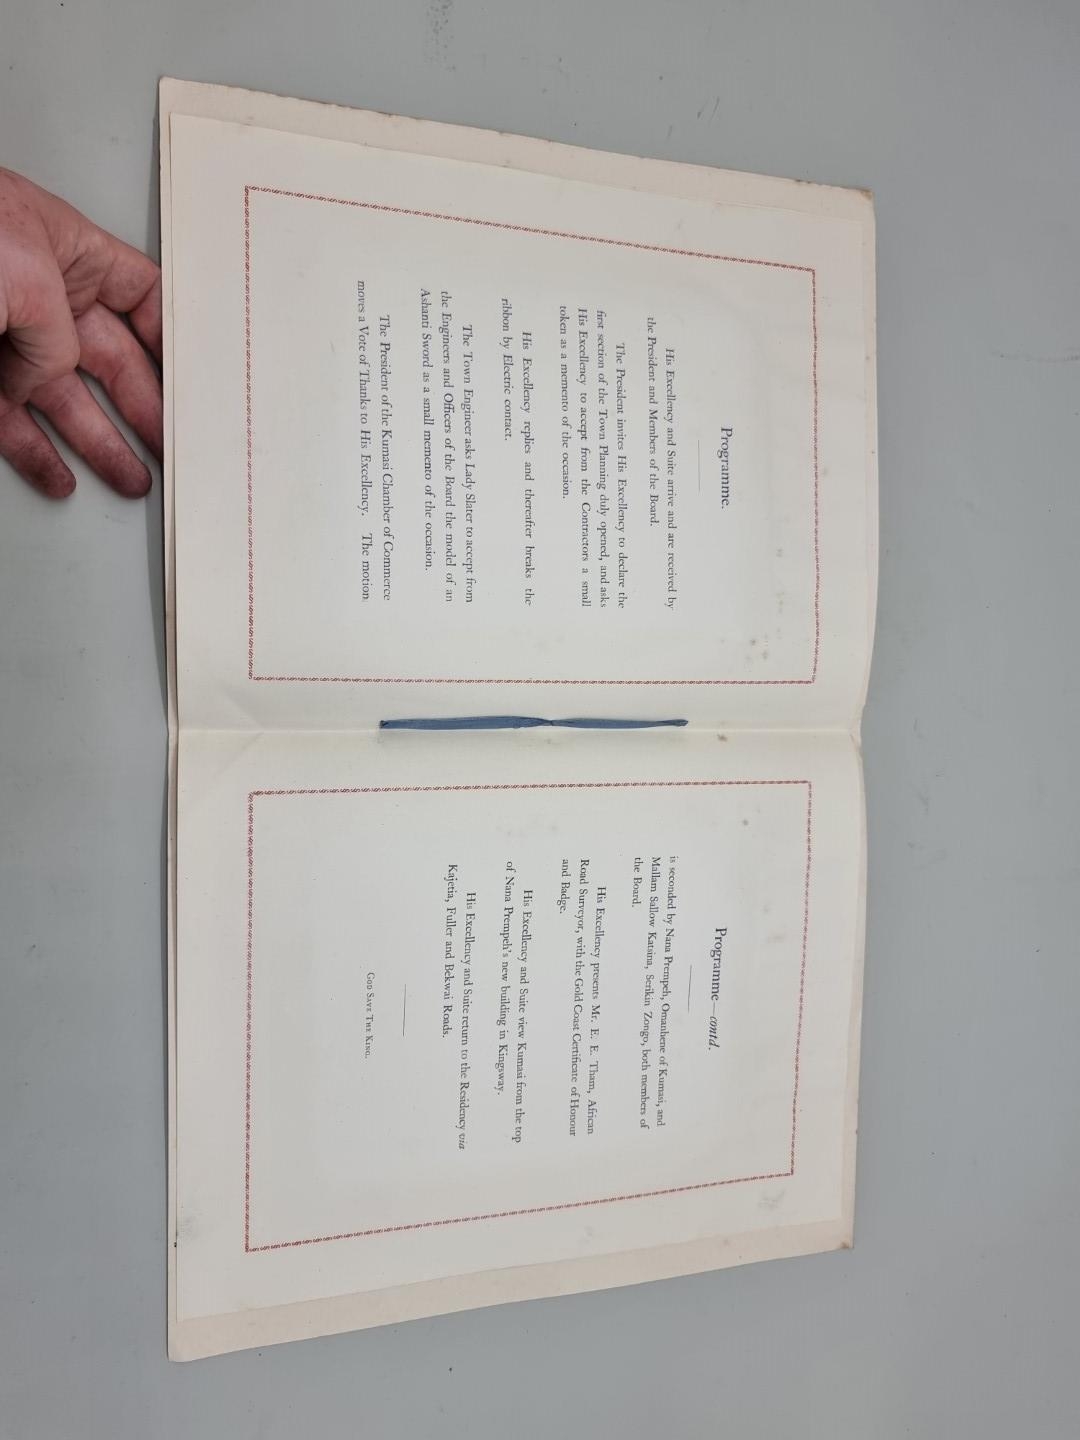 Programme.
His Excellency and Suite arrive and are received by
the President and Members of the Board.
The President invites His Excellency to declare the
first section of the Town Planning duly opened, and asks
His Excellency to accept from the Contractors a small
token as a memento of the occasion.
His Excellency replies and thereafter breaks the
ribbon by Electric contact.
The Town Engineer asks Lady Slater to accept from
the Engineers and Officers of the Board the model of an
Ashanti Sword as a small memento of the occasion.
The President of the Kumasi Chamber of Commerce
moves a Vote of Thanks to His Excellency. The motion
Programme—contd.
is seconded by Nana Prempeh, Omanhene of Kumasi, and
Mallam Sallow Katsina, Serikin Zongo, both members of
the Board.
His Excellency presents Mr. E. E. Tham, African
Road Surveyor, with the Gold Coast Certificate of Honour
and Badge.
His Excellency and Suite view Kumasi from the top
of Nana Prempeh's new building in Kingsway.
His Excellency and Suite return to the Residency via
Kajetia, Fuller and Bekwai Roads.
GOD SAVE THE KING.